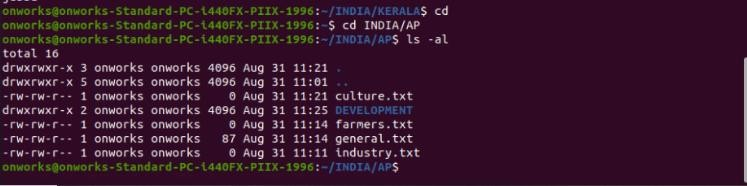 onworks@onworks-Standard-PC-i440FX-PIIX-1996:~/INDIA/KERALA$ cd
onworks@onworks-Standard-PC-i440FX-PIIX-1996:~$ cd INDIA/AP
onworks@onworks-Standard-PC-i440FX-PIIX-1996:~/INDIA/AP$ ls -al
total 16
drwxrwxr-x 3 onworks onworks 4096 Aug 31 11:21 .
drwxrwxr-x 5 onworks onworks 4096 Aug 31 11:01 ..
-rw-rw-r-- 1 onworks onworks    0 Aug 31 11:21 culture.txt
drwxrwxr-x 2 onworks onworks 4096 Aug 31 11:25 DEVELOPMENT
-rw-rw-r-- 1 onworks onworks    0 Aug 31 11:14 farmers.txt
-rw-rw-r-- 1 onworks onworks   87 Aug 31 11:14 general.txt
-rw-rw-r-- 1 onworks onworks    0 Aug 31 11:11 industry.txt
onworks@onworks-Standard-PC-i440FX-PIIX-1996:~/INDIA/AP$